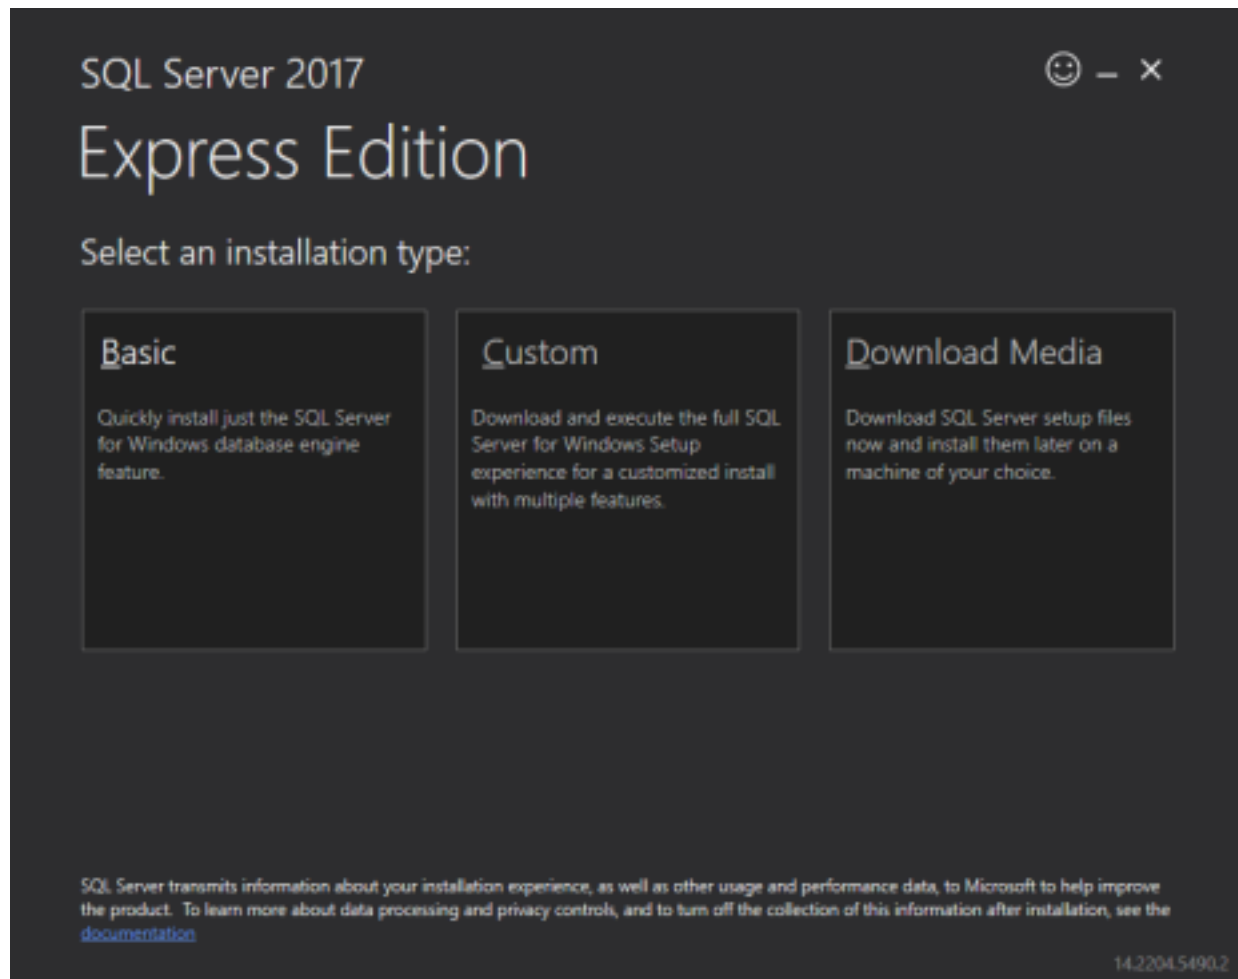 SQL Server 2017
Express Edition
Select an installation type:
Basic
Quickly install just the SQL Server
for Windows database engine
feature.
Custom
Download and execute the full SQL
Server for Windows Setup
experience for a customized install
with multiple features.
Download Media
Download SQL Server setup files
now and install them later on a
machine of your choice.
SQL Server transmits information about your installation experience, as well as other usage and performance data, to Microsoft to help improve
the product.  To learn more about data processing and privacy controls, and to turn off the collection of this information after installation, see the
documentation
14.2204.5490.2